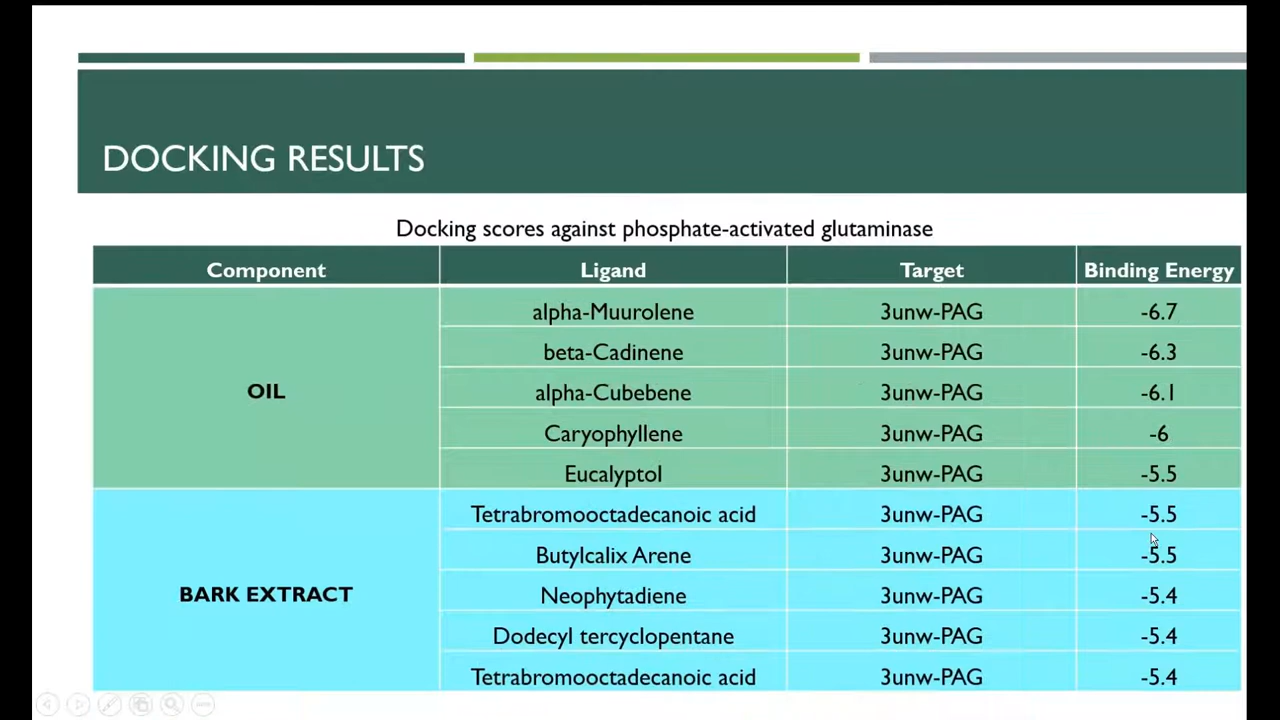 DOCKING RESULTS
Docking scores against phosphate-activated glutaminase
Component Ligand Target Binding Energy
OIL
alpha-Muurolene 3unw-PAG -6.7
beta-Cadinene 3unw-PAG -6.3
alpha-Cubebene 3unw-PAG -6.1
Caryophyllene 3unw-PAG -6
Eucalyptol 3unw-PAG -5.5
BARK EXTRACT
Tetrabromooctadecanoic acid 3unw-PAG -5.5
Butylcalix Arene 3unw-PAG -5.5
Neophytadiene 3unw-PAG -5.4
Dodecyl tercyclopentane 3unw-PAG -5.4
Tetrabromooctadecanoic acid 3unw-PAG -5.4